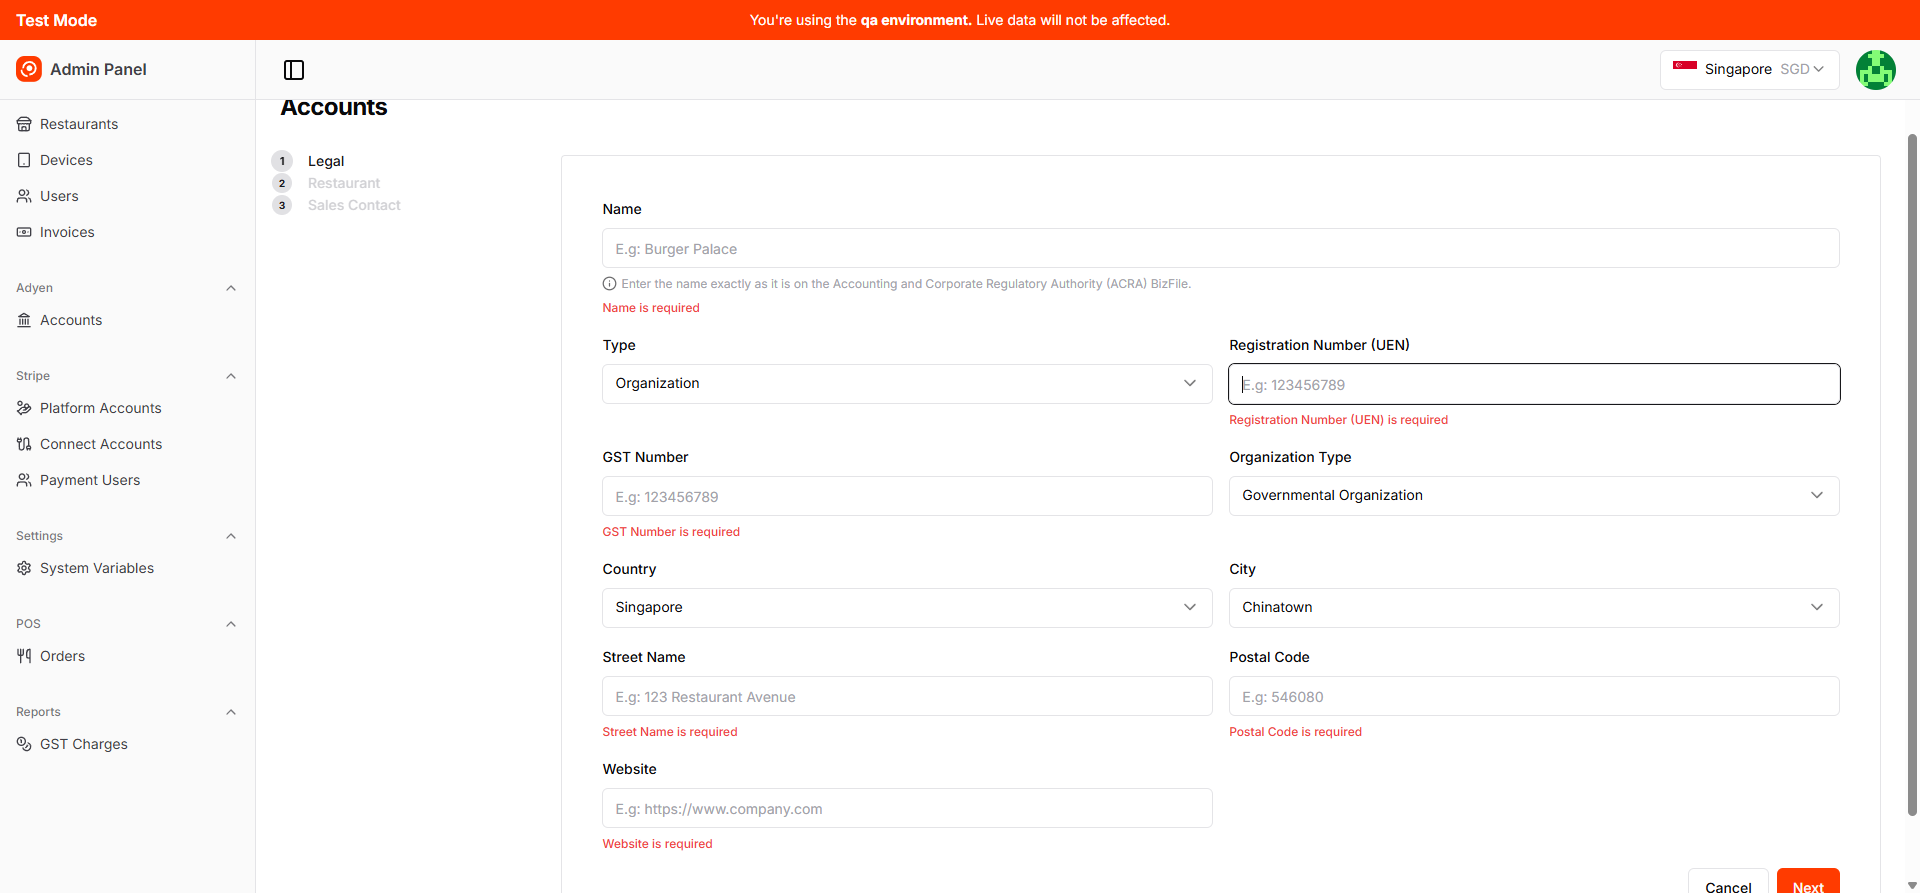 Test Mode
You're using the qa environment. Live data will not be affected.
Admin Panel
Singapore SGD
Restaurants
Devices
Users
Invoices
Adyen
Accounts
Stripe
Platform Accounts
Connect Accounts
Payment Users
Settings
System Variables
POS
Orders
Reports
GST Charges
Accounts
1 Legal
2 Restaurant
3 Sales Contact
Name
E.g: Burger Palace
Enter the name exactly as it is on the Accounting and Corporate Regulatory Authority (ACRA) BizFile.
Name is required
Type
Organization
Registration Number (UEN)
E.g: 123456789
Registration Number (UEN) is required
GST Number
E.g: 123456789
GST Number is required
Organization Type
Governmental Organization
Country
Singapore
City
Chinatown
Street Name
E.g: 123 Restaurant Avenue
Street Name is required
Postal Code
E.g: 546080
Postal Code is required
Website
E.g: https://www.company.com
Website is required
Cancel
Next